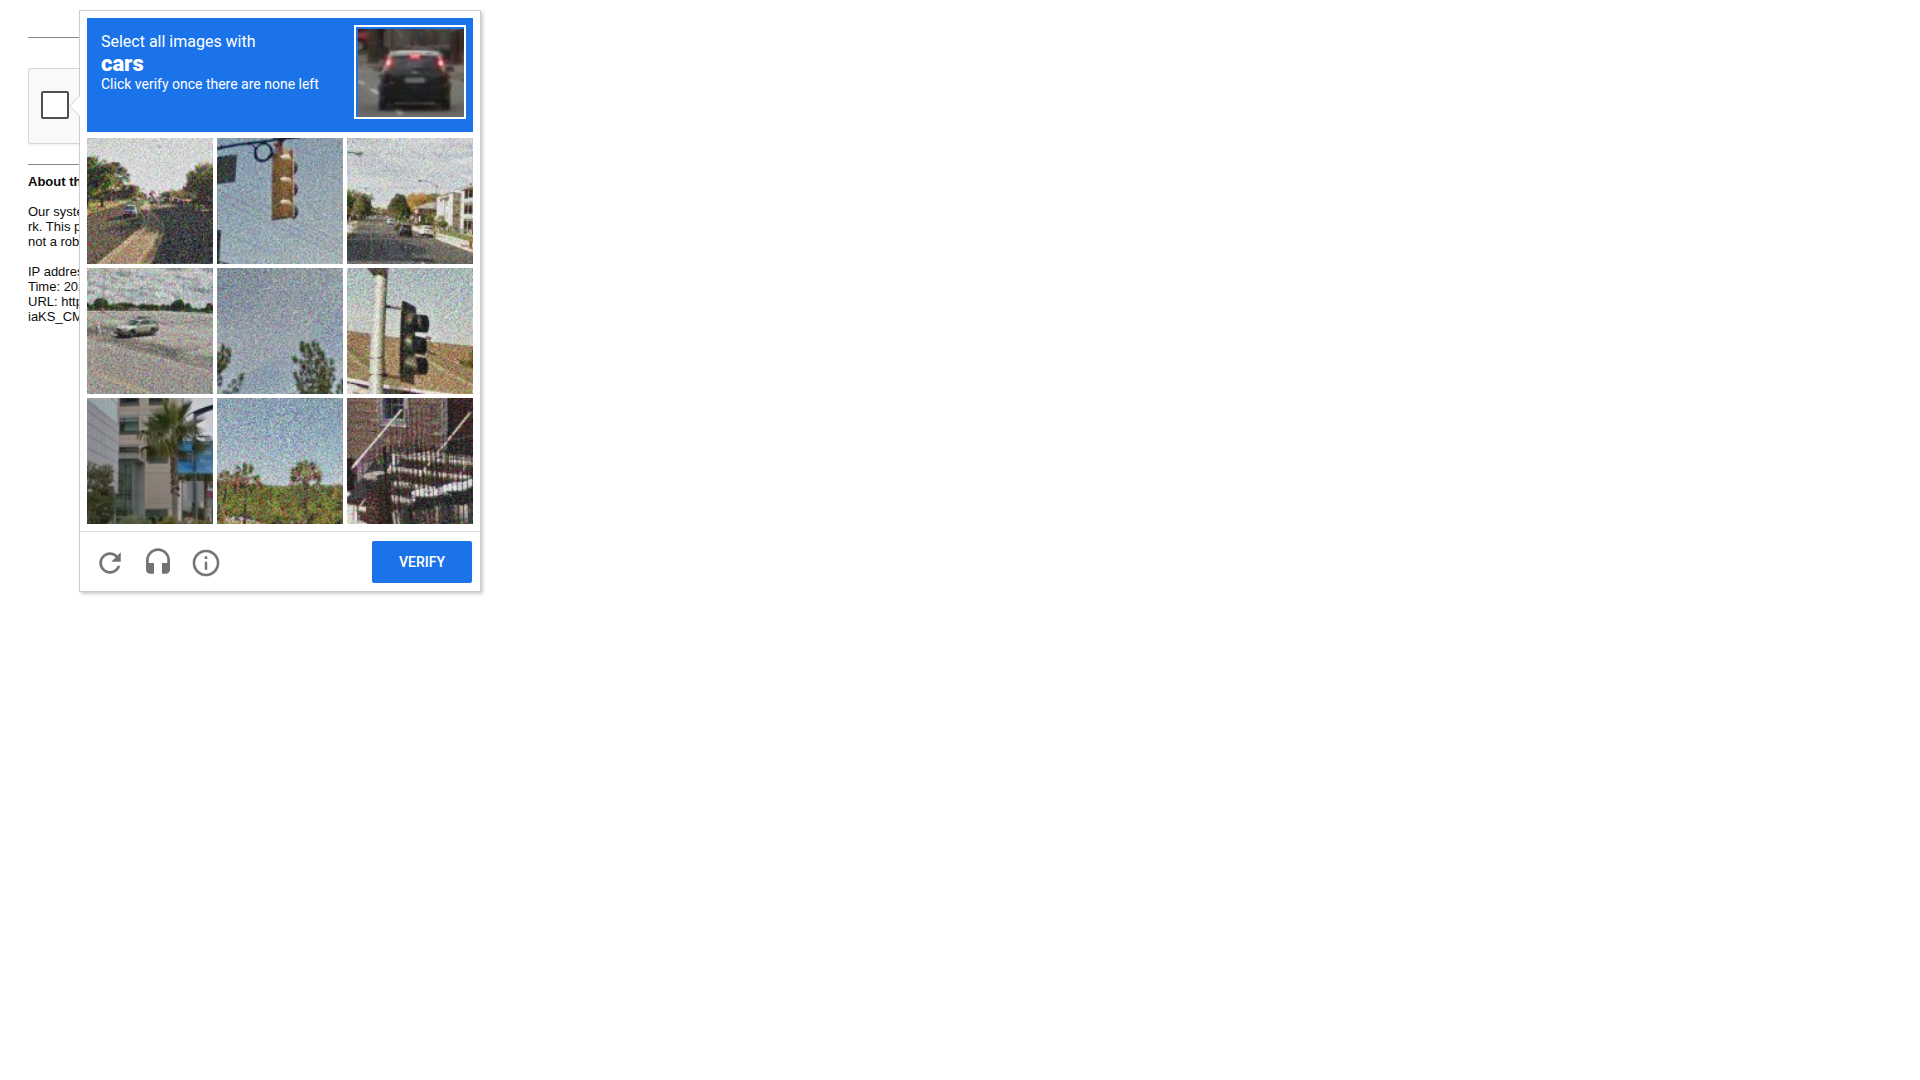 Select all images with
cars
Click verify once there are none left
About th
Our syste
rk. This p
not a rob
IP addres
Time: 20
URL: http
iaKS_CM
VERIFY